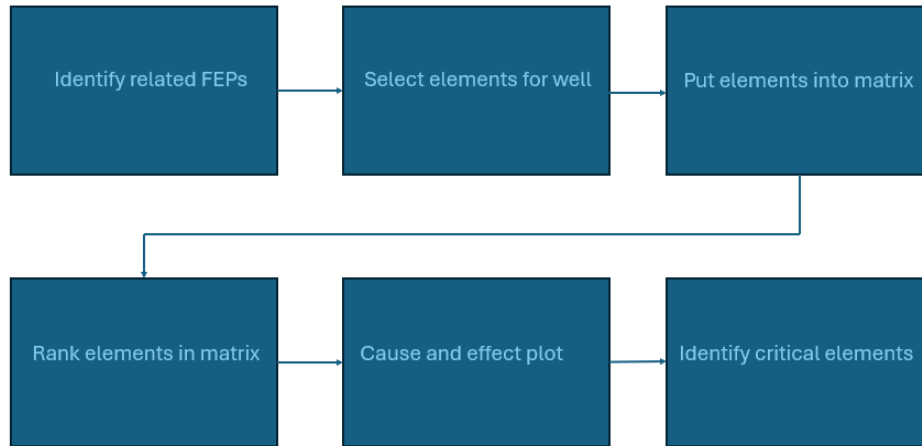 Identify related FEPs
Select elements for well
Put elements into matrix
Rank elements in matrix
Cause and effect plot
Identify critical elements